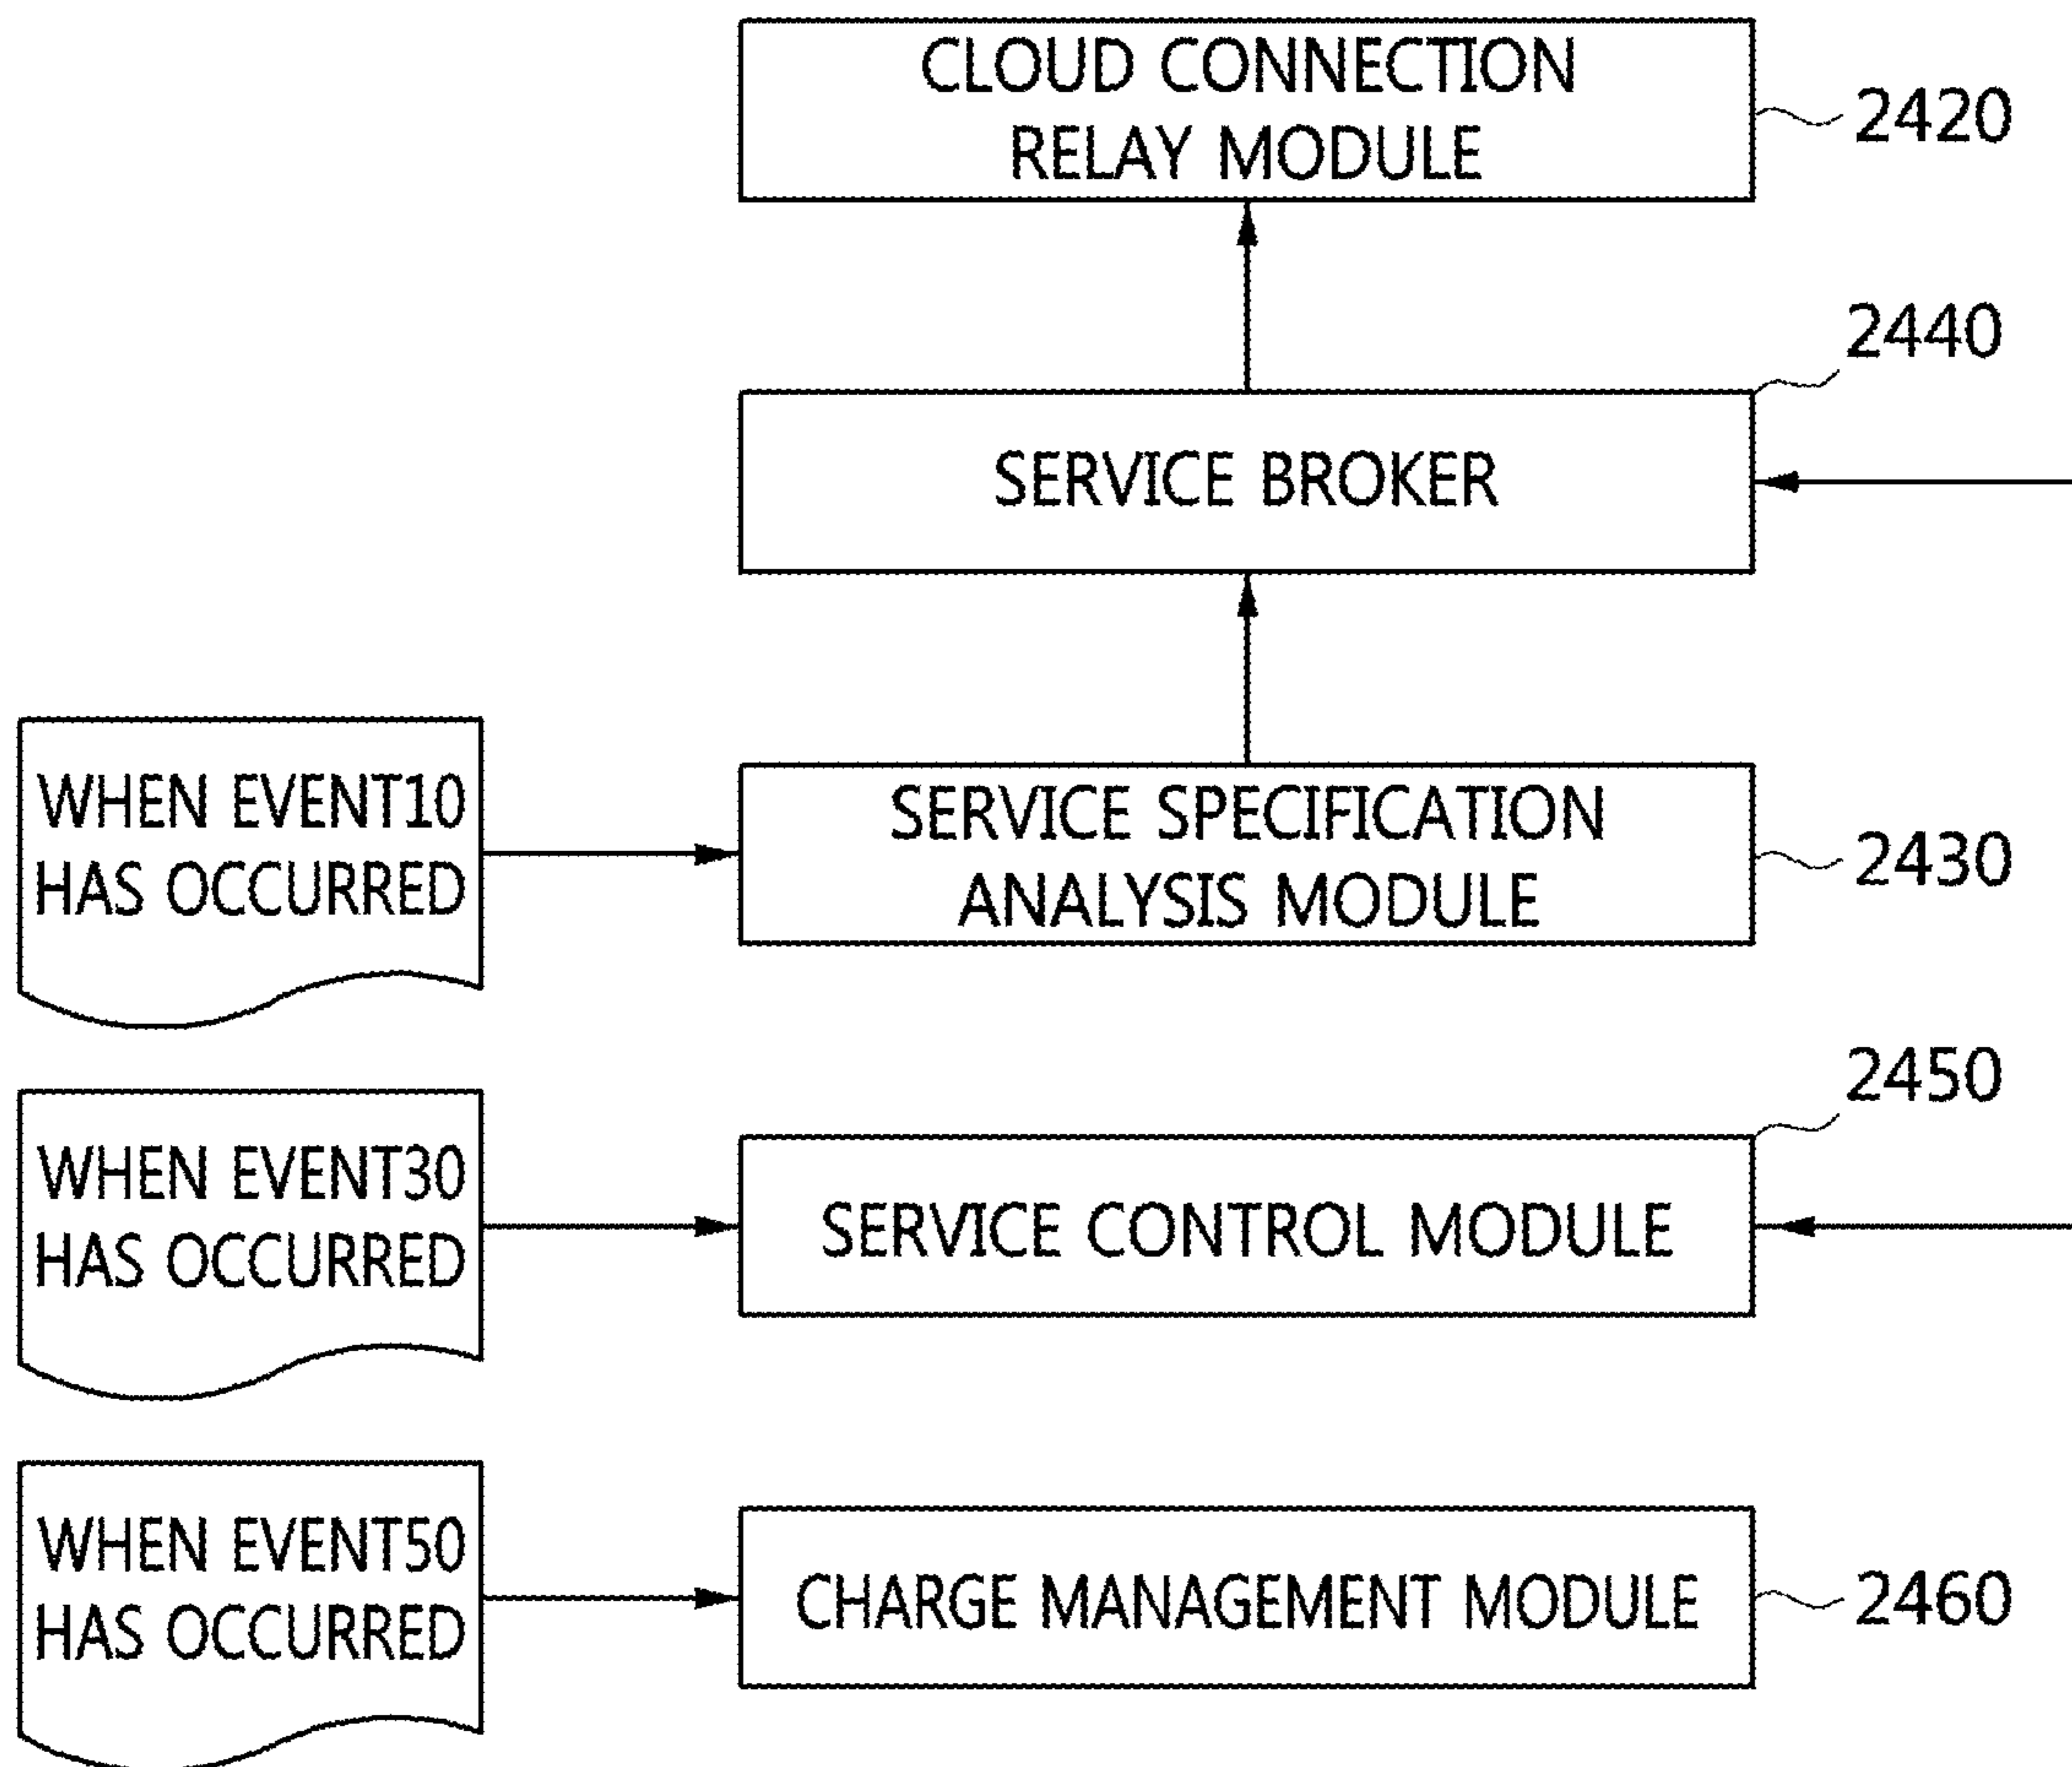 CLOUD CONNECTION
RELAY MODULE
2420
2440
SERVICE BROKER
WHEN EVENT10
HAS OCCURRED
SERVICE SPECIFICATION
ANALYSIS MODULE
2430
2450
WHEN EVENT30
HAS OCCURRED
SERVICE CONTROL MODULE
WHEN EVENT50
HAS OCCURRED
CHARGE MANAGEMENT MODULE
2460